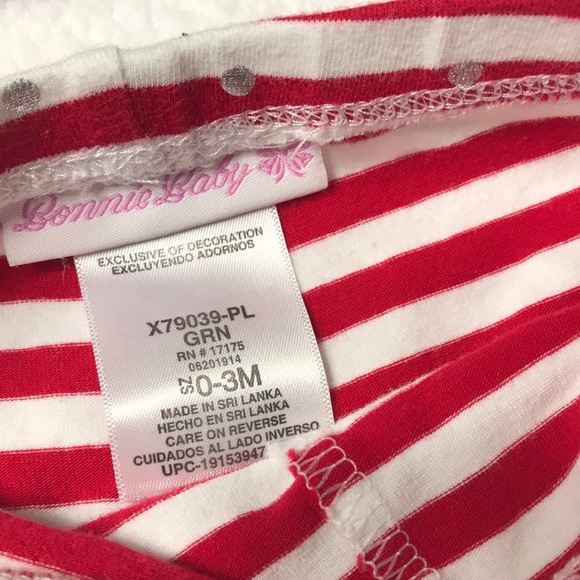 Bonnie Baby
EXCLUSIVE OF DECORATION
EXCLUYENDO ADORNOS
X79039-PL
GRN
RN # 17175
06201914
SZ 0-3M
MADE IN SRI LANKA
HECHO EN SRI LANKA
CARE ON REVERSE
CUIDADOS AL LADO INVERSO
UPC-19153947